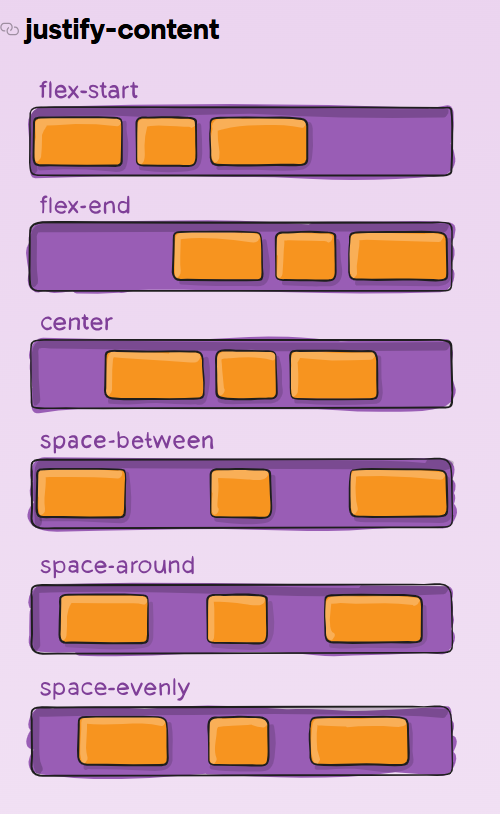 justify-content
flex-start
flex-end
center
space-between
space-around
space-evenly